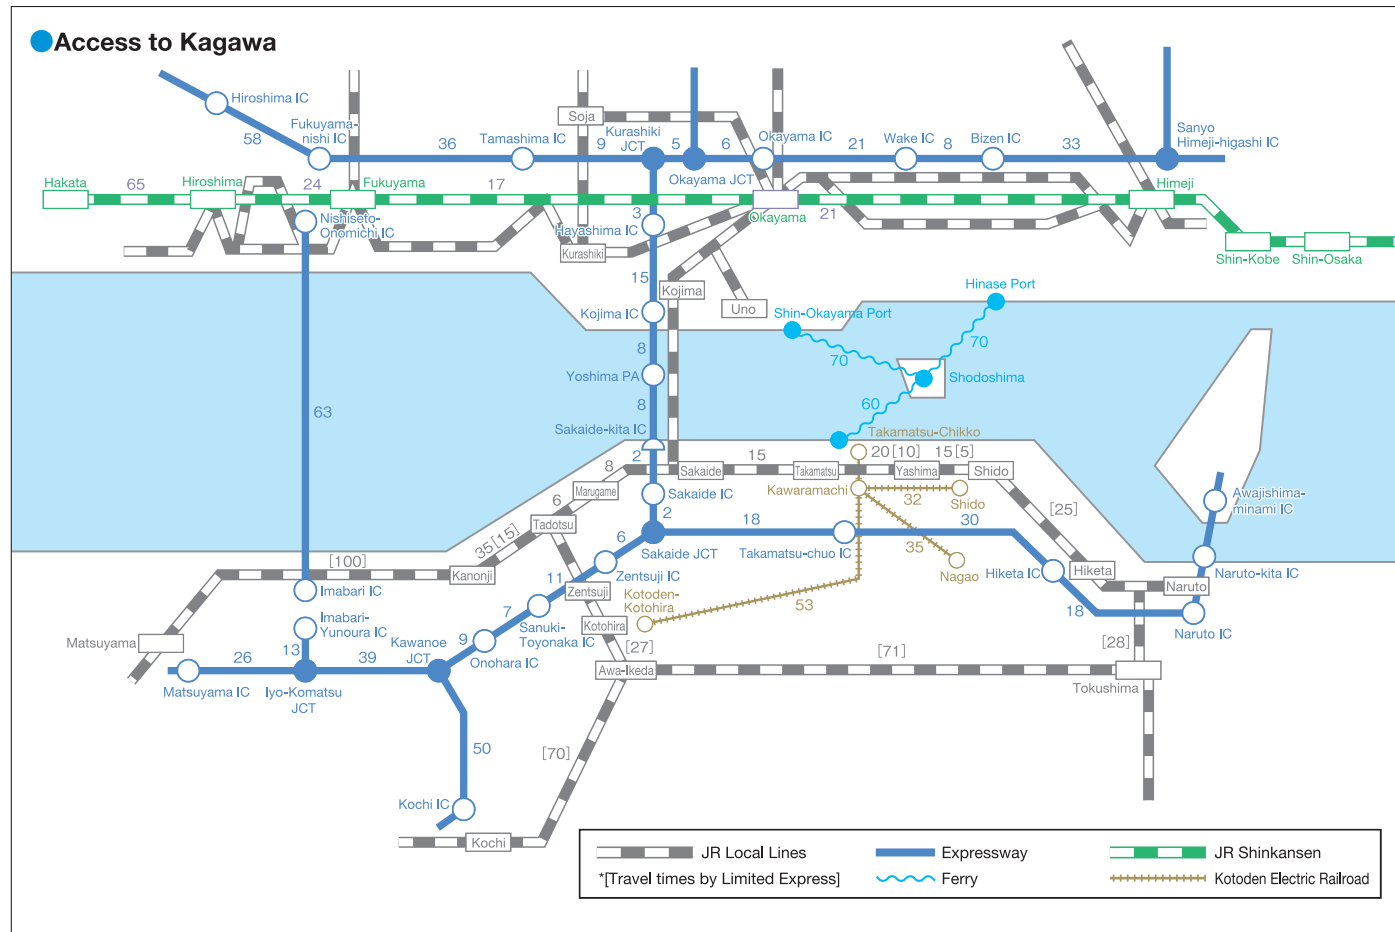 Access to Kagawa
Hiroshima IC
58
Fukuyama-
nishi IC
36
Tamashima IC
9
Soja
Kurashiki
JCT
5
Okayama JCT
6
Okayama IC
21
Wake IC
8
Bizen IC
33
Sanyo
Himeji-higashi IC
Hakata
65
Hiroshima
24
Fukuyama
17
Okayama
21
Himeji
Shin-Kobe
Shin-Osaka
Nishiseto-
Onomichi IC
3
Hayashima IC
Kurashiki
15
Kojima
Uno
Kojima IC
8
Yoshima PA
8
Sakaide-kita IC
2
Hinase Port
Shin-Okayama Port
70
70
Shodoshima
60
63
Takamatsu-Chikko
20 [10]
15 [5]
8
Sakaide
15
Takamatsu
Yashima
Shido
Marugame
6
Tadotsu
35 [15]
Kanonji
[100]
Sakaide IC
2
Kawaramachi
32
Shido
35
Nagao
[25]
Awajishima-
minami IC
18
30
6
Sakaide JCT
Takamatsu-chuo IC
Zentsuji IC
11
Zentsuji
Hiketa IC
Hiketa
Naruto-kita IC
Naruto
18
Naruto IC
Imabari IC
Kotoden-
Kotohira
53
7
Sanuki-
Toyonaka IC
Kotohira
9
Onohara IC
Imabari-
Yunoura IC
Kawanoe
JCT
13
Matsuyama
26
39
Matsuyama IC
Iyo-Komatsu
JCT
[27]
Awa-Ikeda
[71]
[28]
Tokushima
50
[70]
Kochi IC
Kochi
JR Local Lines
Expressway
JR Shinkansen
*[Travel times by Limited Express]
Ferry
Kotoden Electric Railroad